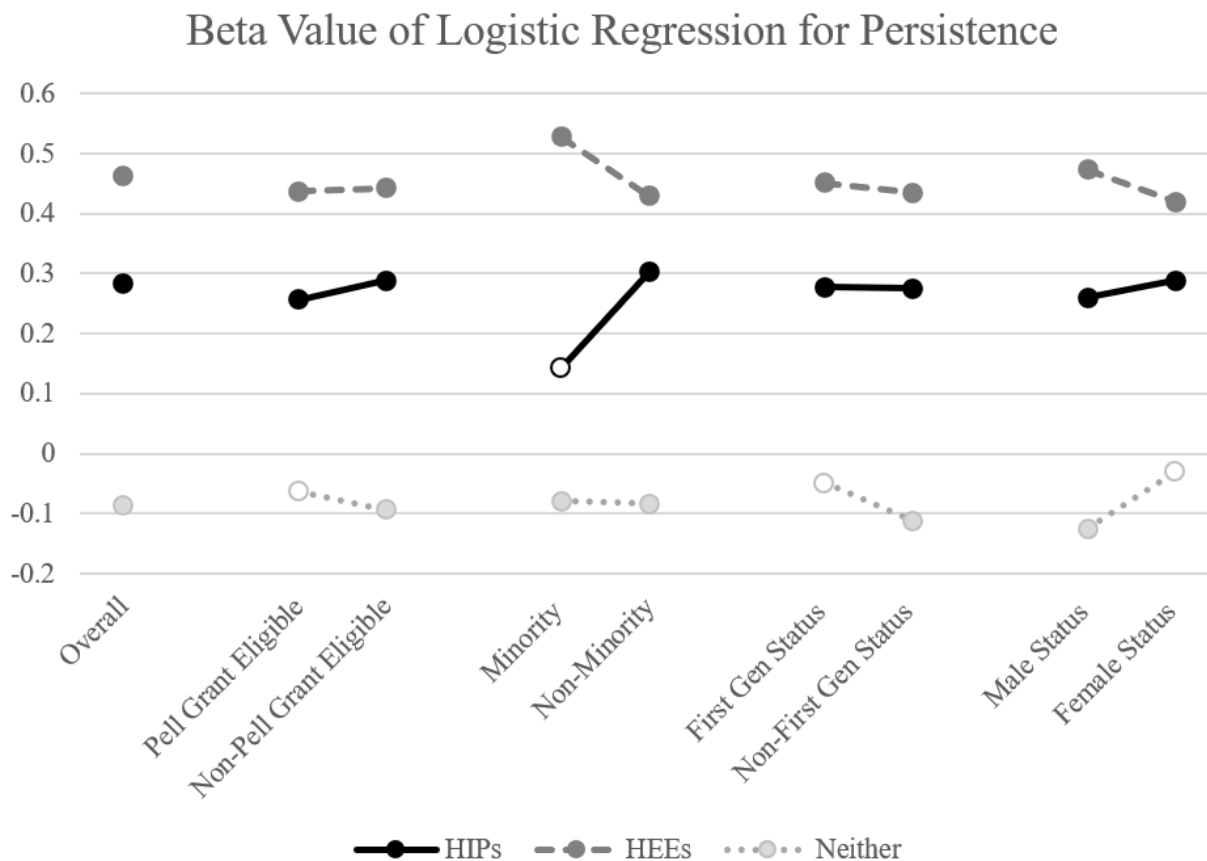 Beta Value of Logistic Regression for Persistence
0.6
0.5
0.4
0.3
0.2
0.1
0
-0.1
-0.2
Overall
Pell Grant Eligible
Non-Pell Grant Eligible
Minority
Non-Minority
First Gen Status
Non-First Gen Status
Male Status
Female Status
HIPs HEEs Neither